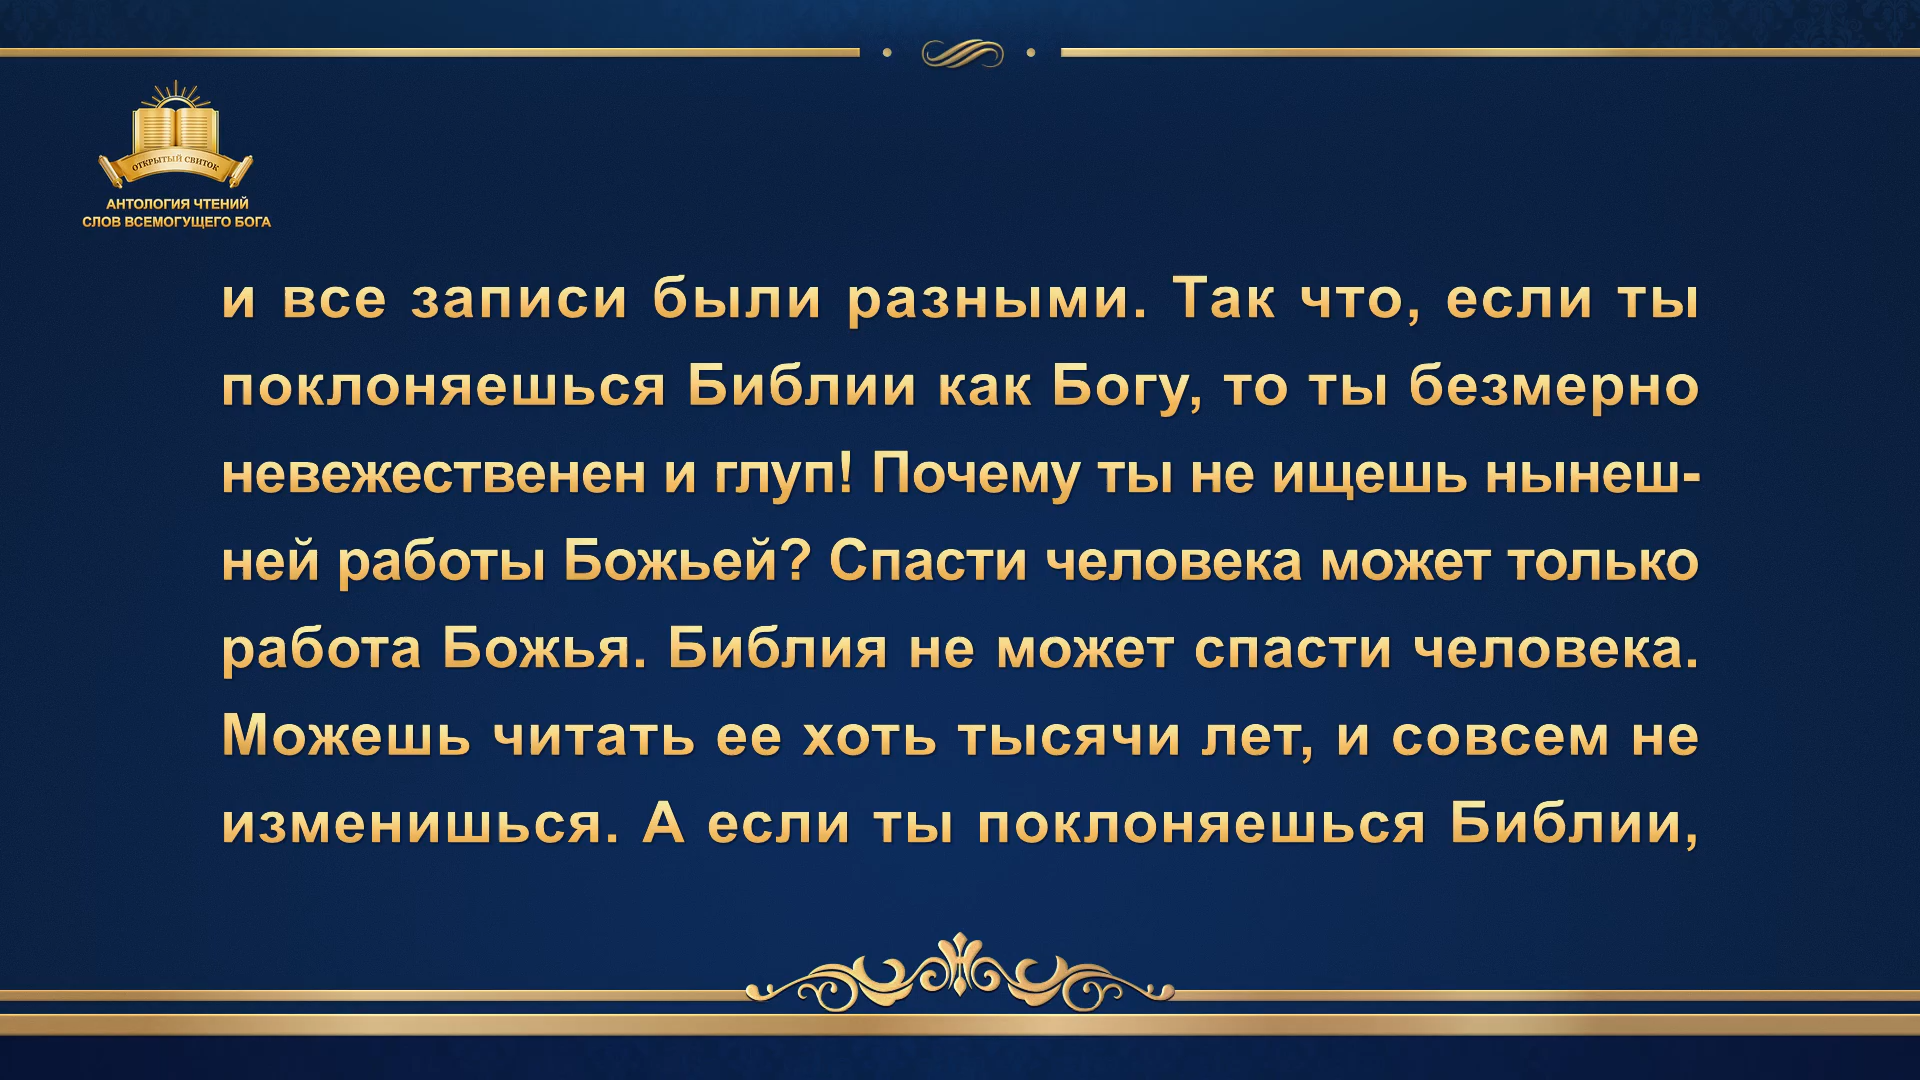 ОТКРЫТЫЙ СВИТОК
АНТОЛОГИЯ ЧТЕНИЙ
СЛОВ ВСЕМОГУЩЕГО БОГА
и все записи были разными. Так что, если ты
поклоняешься Библии как Богу, то ты безмерно
невежественен и глуп! Почему ты не ищешь нынеш-
ней работы Божьей? Спасти человека может только
работа Божья. Библия не может спасти человека.
Можешь читать ее хоть тысячи лет, и совсем не
изменишься. А если ты поклоняешься Библии,